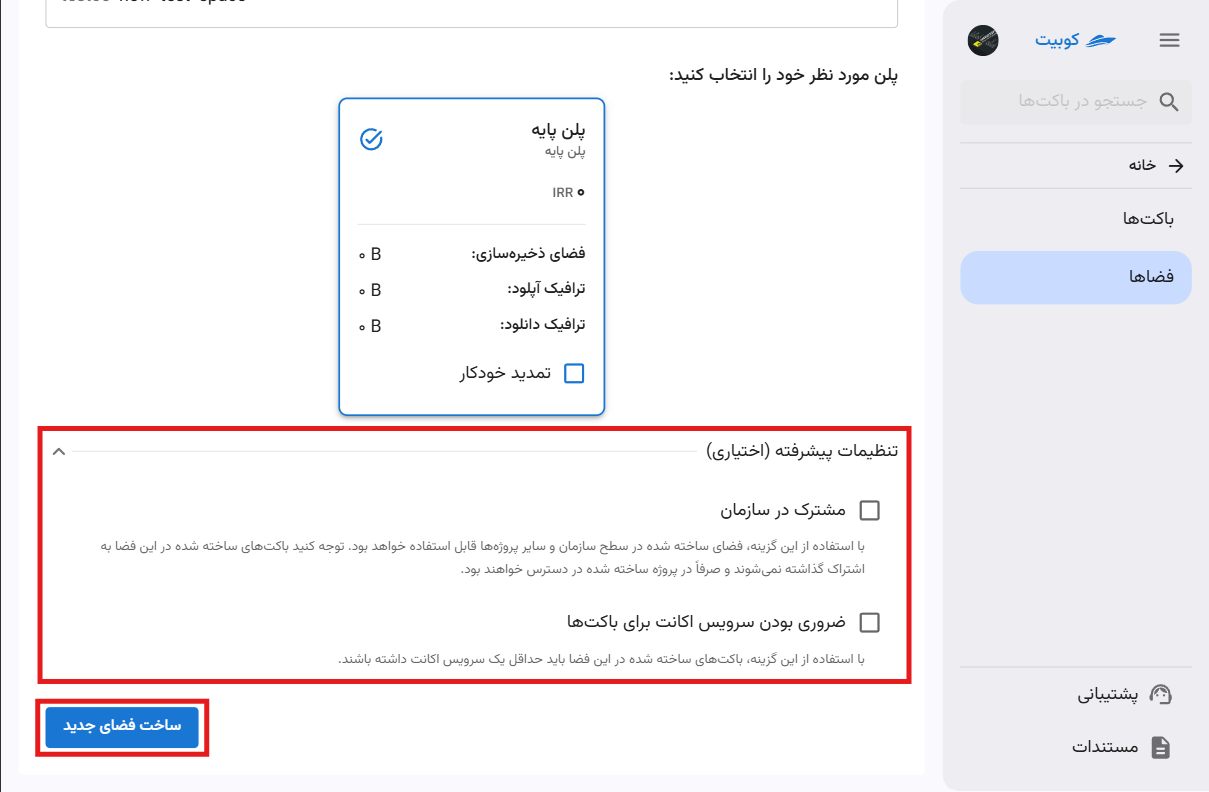 کوبیت
جستجو در باکت‌ها
خانه
باکت‌ها
فضاها
پشتیبانی
مستندات
پلن مورد نظر خود را انتخاب کنید:
پلن پایه
پلن پایه
۰ IRR
فضای ذخیره‌سازی: ۰ B
ترافیک آپلود: ۰ B
ترافیک دانلود: ۰ B
تمدید خودکار
تنظیمات پیشرفته (اختیاری)
مشترک در سازمان
با استفاده از این گزینه، فضای ساخته شده در سطح سازمان و سایر پروژه‌ها قابل استفاده خواهد بود. توجه کنید باکت‌های ساخته شده در این فضا به
اشتراک گذاشته نمی‌شوند و صرفاً در پروژه ساخته شده در دسترس خواهند بود.
ضروری بودن سرویس اکانت برای باکت‌ها
با استفاده از این گزینه، باکت‌های ساخته شده در این فضا باید حداقل یک سرویس اکانت داشته باشند.
ساخت فضای جدید